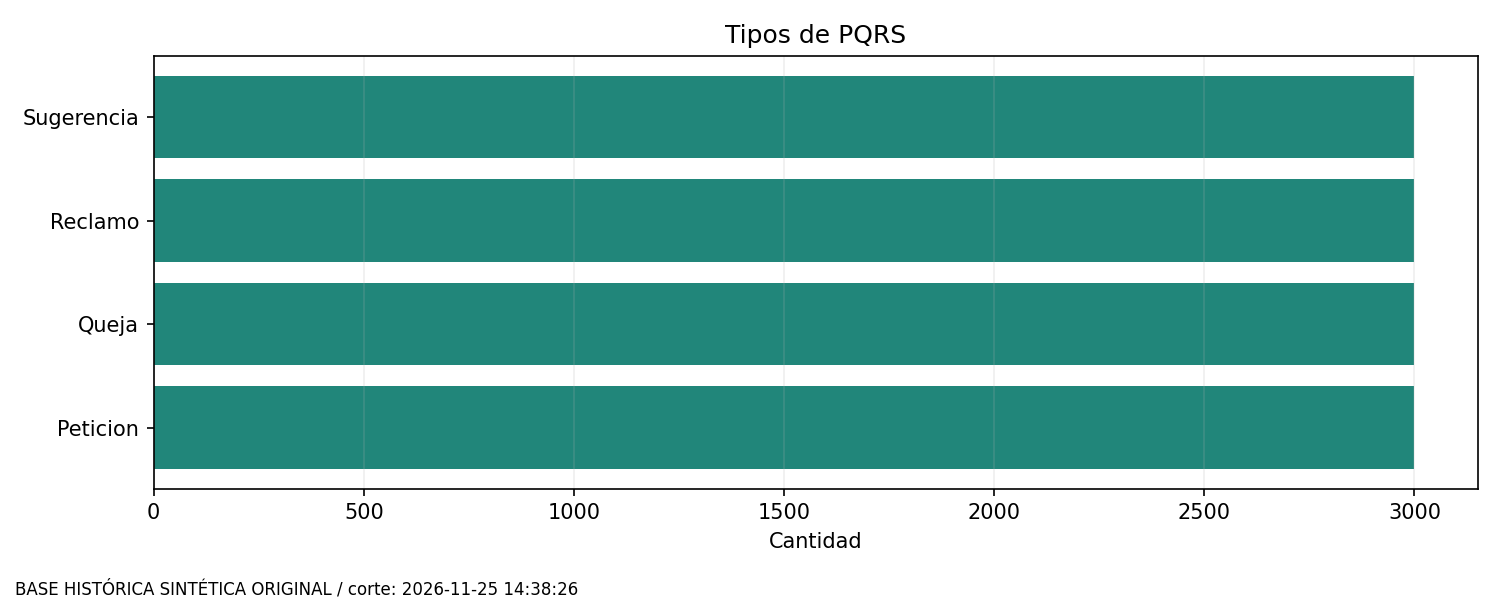 Tipos de PQRS
Sugerencia
Reclamo
Queja
Peticion
0 500 1000 1500 2000 2500 3000
Cantidad
BASE HISTÓRICA SINTÉTICA ORIGINAL / corte: 2026-11-25 14:38:26